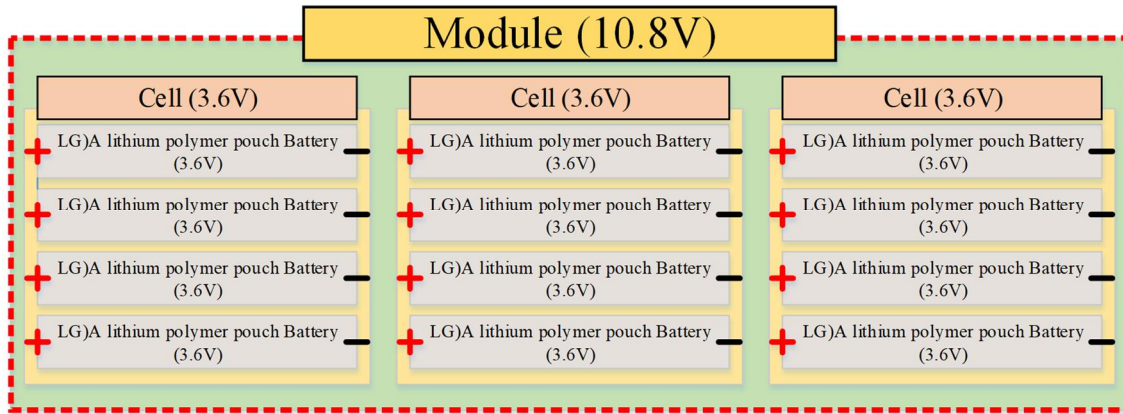 Module (10.8V)
Cell (3.6V)
LG)A lithium polymer pouch Battery
(3.6V)
LG)A lithium polymer pouch Battery
(3.6V)
LG)A lithium polymer pouch Battery
(3.6V)
LG)A lithium polymer pouch Battery
(3.6V)
Cell (3.6V)
LG)A lithium polymer pouch Battery
(3.6V)
LG)A lithium polymer pouch Battery
(3.6V)
LG)A lithium polymer pouch Battery
(3.6V)
LG)A lithium polymer pouch Battery
(3.6V)
Cell (3.6V)
LG)A lithium polymer pouch Battery
(3.6V)
LG)A lithium polymer pouch Battery
(3.6V)
LG)A lithium polymer pouch Battery
(3.6V)
LG)A lithium polymer pouch Battery
(3.6V)